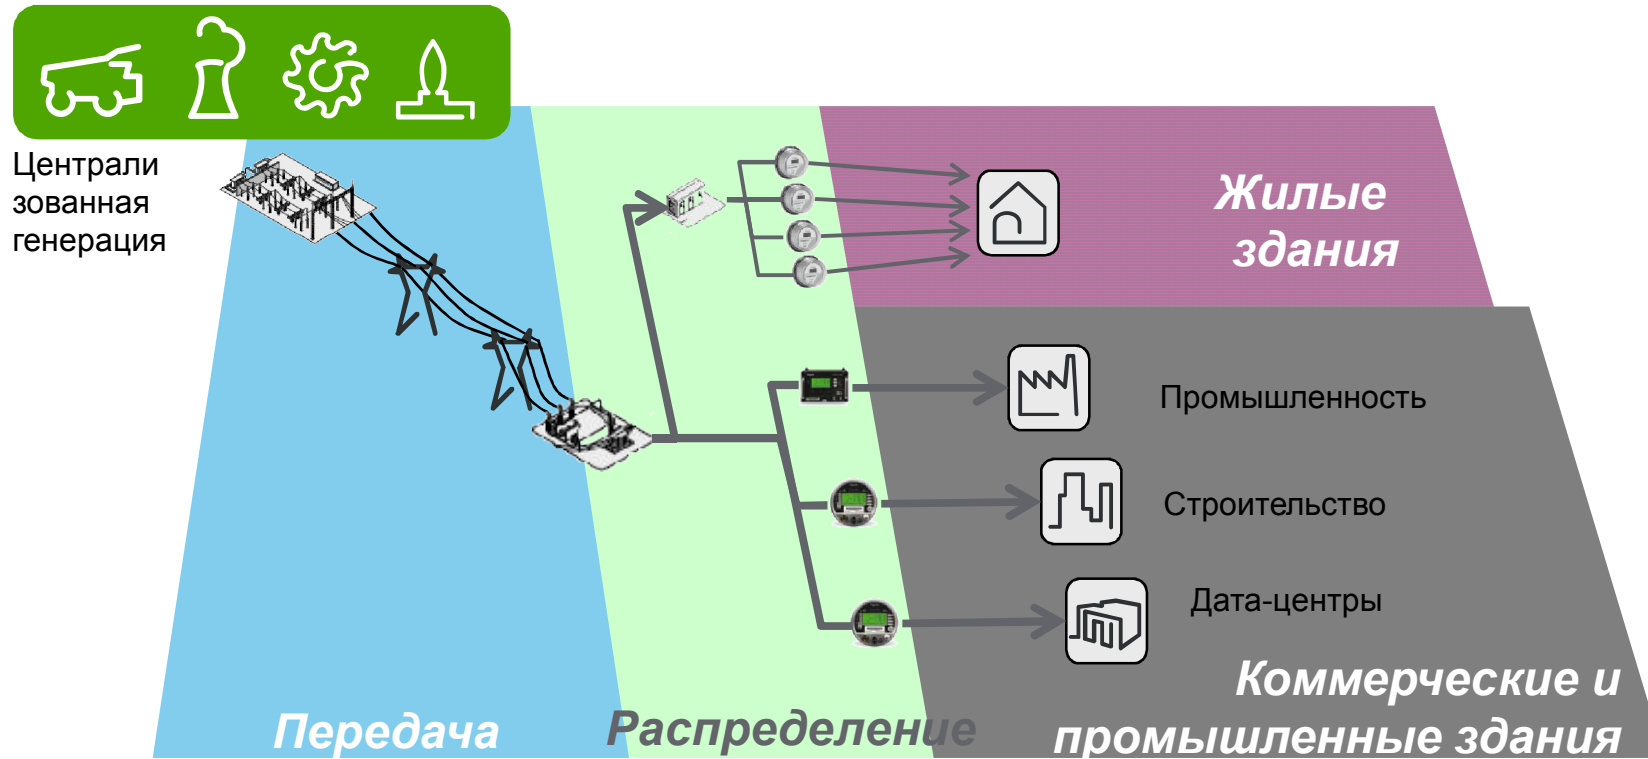 Централи
зованная
генерация
Жилые
здания
Промышленность
Строительство
Дата-центры
Коммерческие и
промышленные здания
Передача
Распределение